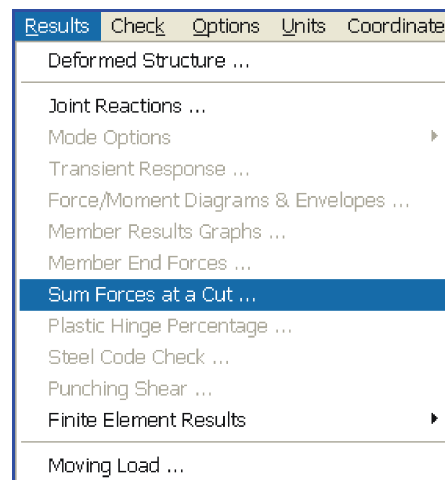 Results Check Options Units Coordinate
Deformed Structure ...
Joint Reactions ...
Mode Options
Transient Response ...
Force/Moment Diagrams & Envelopes ...
Member Results Graphs ...
Member End Forces ...
Sum Forces at a Cut ...
Plastic Hinge Percentage ...
Steel Code Check ...
Punching Shear ...
Finite Element Results
Moving Load ...